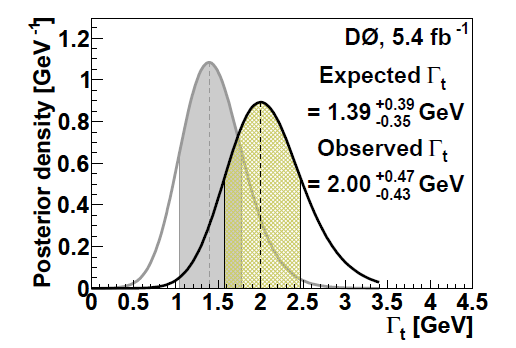 DØ, 5.4 fb⁻¹
Expected Γt
= 1.39 +0.39 -0.35 GeV
Observed Γt
= 2.00 +0.47 -0.43 GeV
Posterior density [GeV⁻¹]
1.2
1
0.8
0.6
0.4
0.2
0
0 0.5 1 1.5 2 2.5 3 3.5 4 4.5
Γt [GeV]